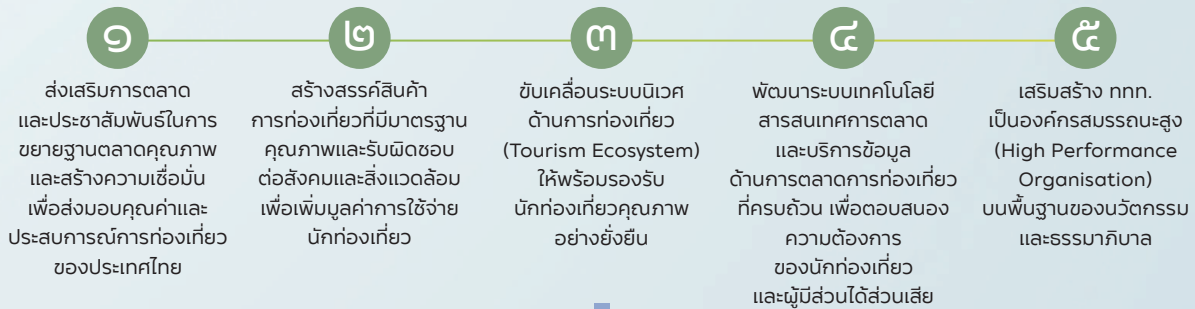 ๑
ส่งเสริมการตลาด
และประชาสัมพันธ์ในการ
ขยายฐานตลาดคุณภาพ
และสร้างความเชื่อมั่น
เพื่อส่งมอบคุณค่าและ
ประสบการณ์การท่องเที่ยว
ของประเทศไทย
๒
สร้างสรรค์สินค้า
การท่องเที่ยวที่มีมาตรฐาน
คุณภาพและรับผิดชอบ
ต่อสังคมและสิ่งแวดล้อม
เพื่อเพิ่มมูลค่าการใช้จ่าย
นักท่องเที่ยว
๓
ขับเคลื่อนระบบนิเวศ
ด้านการท่องเที่ยว
(Tourism Ecosystem)
ให้พร้อมรองรับ
นักท่องเที่ยวคุณภาพ
อย่างยั่งยืน
๔
พัฒนาระบบเทคโนโลยี
สารสนเทศการตลาด
และบริการข้อมูล
ด้านการตลาดการท่องเที่ยว
ที่ครบถ้วน เพื่อตอบสนอง
ความต้องการ
ของนักท่องเที่ยว
และผู้มีส่วนได้ส่วนเสีย
๕
เสริมสร้าง ททท.
เป็นองค์กรสมรรถนะสูง
(High Performance
Organisation)
บนพื้นฐานของนวัตกรรม
และธรรมาภิบาล